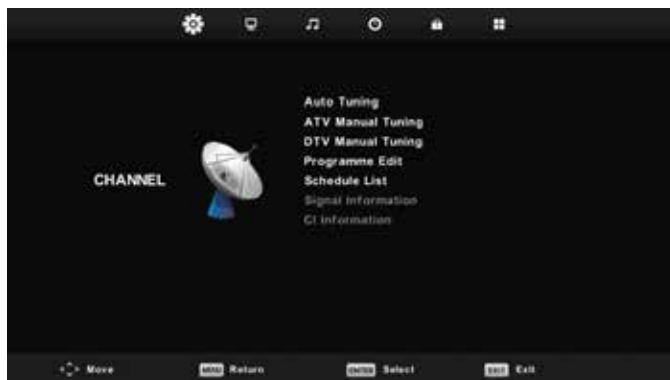 Auto Tuning
ATV Manual Tuning
DTV Manual Tuning
Programme Edit
CHANNEL
Schedule List
Signal Information
CI Information
Move MENU Return ENTER Select EXIT Exit